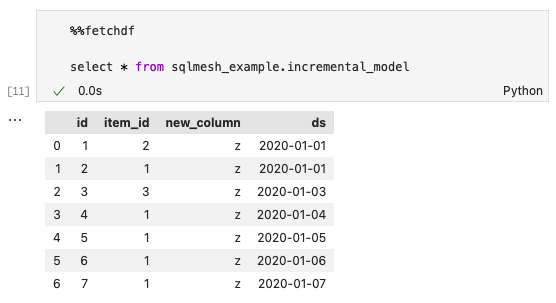 %%fetchdf
select * from sqlmesh_example.incremental_model
[11] ✓ 0.0s Python
...
id item_id new_column ds
0 1 2 z 2020-01-01
1 2 1 z 2020-01-01
2 3 3 z 2020-01-03
3 4 1 z 2020-01-04
4 5 1 z 2020-01-05
5 6 1 z 2020-01-06
6 7 1 z 2020-01-07